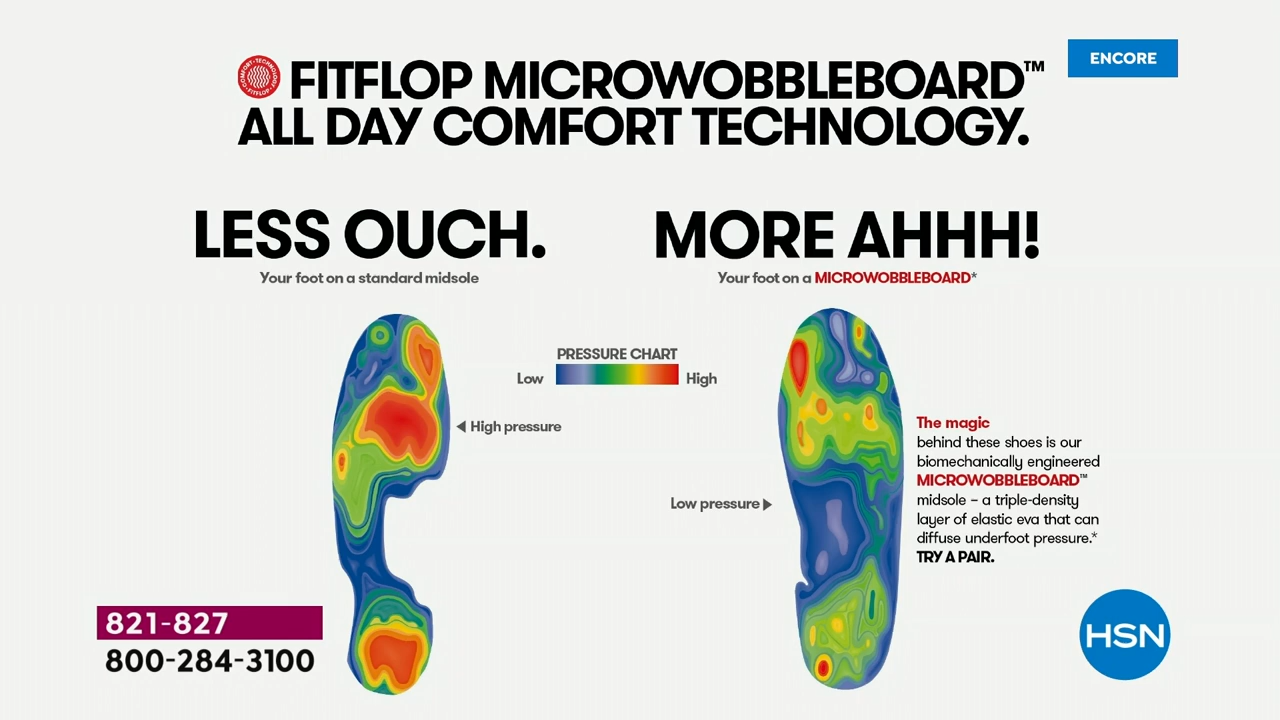 ENCORE
FITFLOP MICROWOBBLEBOARD™
ALL DAY COMFORT TECHNOLOGY.
LESS OUCH.
Your foot on a standard midsole
MORE AHHH!
Your foot on a MICROWOBBLEBOARD*
PRESSURE CHART
Low
High
High pressure
Low pressure
The magic
behind these shoes is our
biomechanically engineered
MICROWOBBLEBOARD™
midsole – a triple-density
layer of elastic eva that can
diffuse underfoot pressure.*
TRY A PAIR.
821-827
800-284-3100
HSN